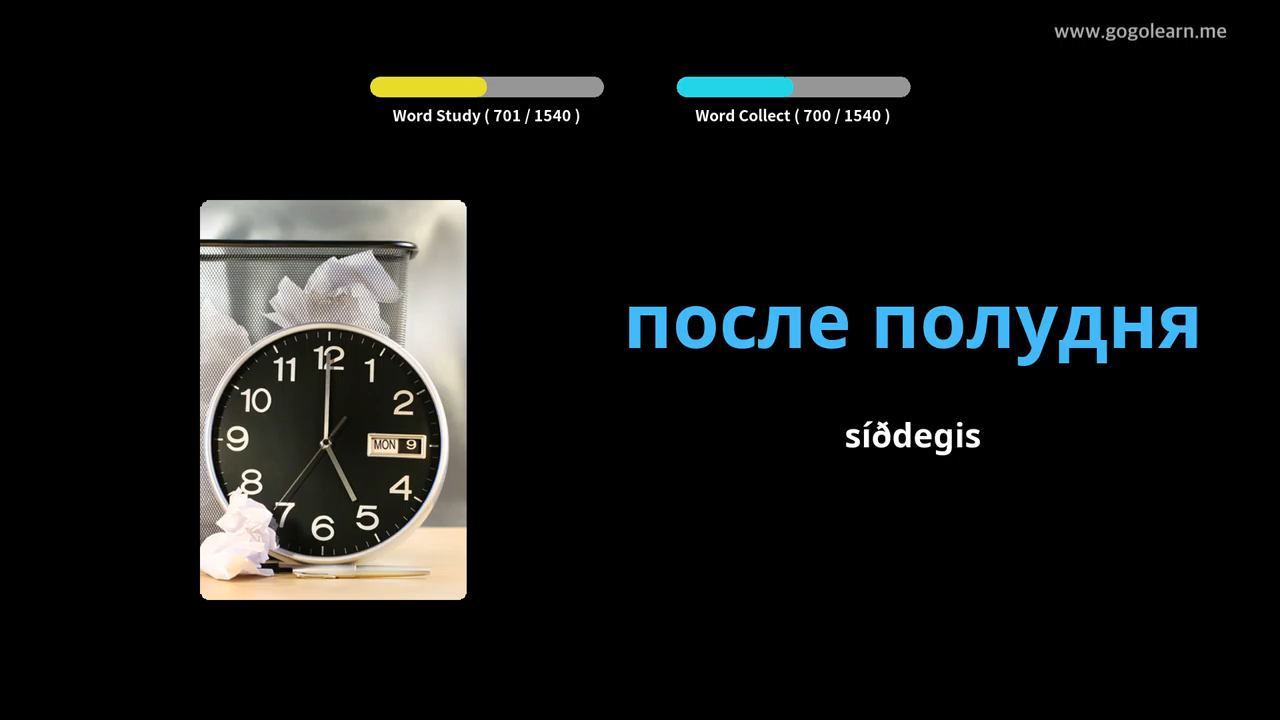 www.gogolearn.me
Word Study ( 701 / 1540 )
Word Collect ( 700 / 1540 )
после полудня
síðdegis
12
11
1
10
2
9
MON 9
8
4
7
5
6